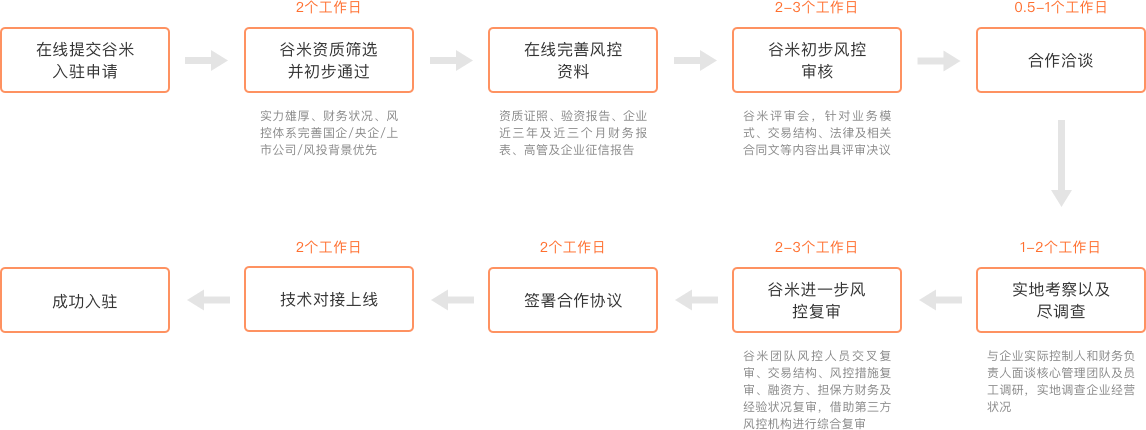 2个工作日
2-3个工作日
0.5-1个工作日
在线提交谷米
入驻申请
谷米资质筛选
并初步通过
在线完善风控
资料
谷米初步风控
审核
合作洽谈
实力雄厚、财务状况、风
控体系完善国企/央企/上
市公司/风投背景优先
资质证照、验资报告、企业
近三年及近三个月财务报
表、高管及企业征信报告
谷米评审会，针对业务模
式、交易结构、法律及相关
合同文等内容出具评审决议
1-2个工作日
2-3个工作日
2个工作日
2个工作日
实地考察以及
尽调查
谷米进一步风
控复审
签署合作协议
技术对接上线
成功入驻
与企业实际控制人和财务负
责人面谈核心管理团队及员
工调研，实地调查企业经营
状况
谷米团队风控人员交叉复
审、交易结构、风控措施复
审、融资方、担保方财务及
经验状况复审，借助第三方
风控机构进行综合复审